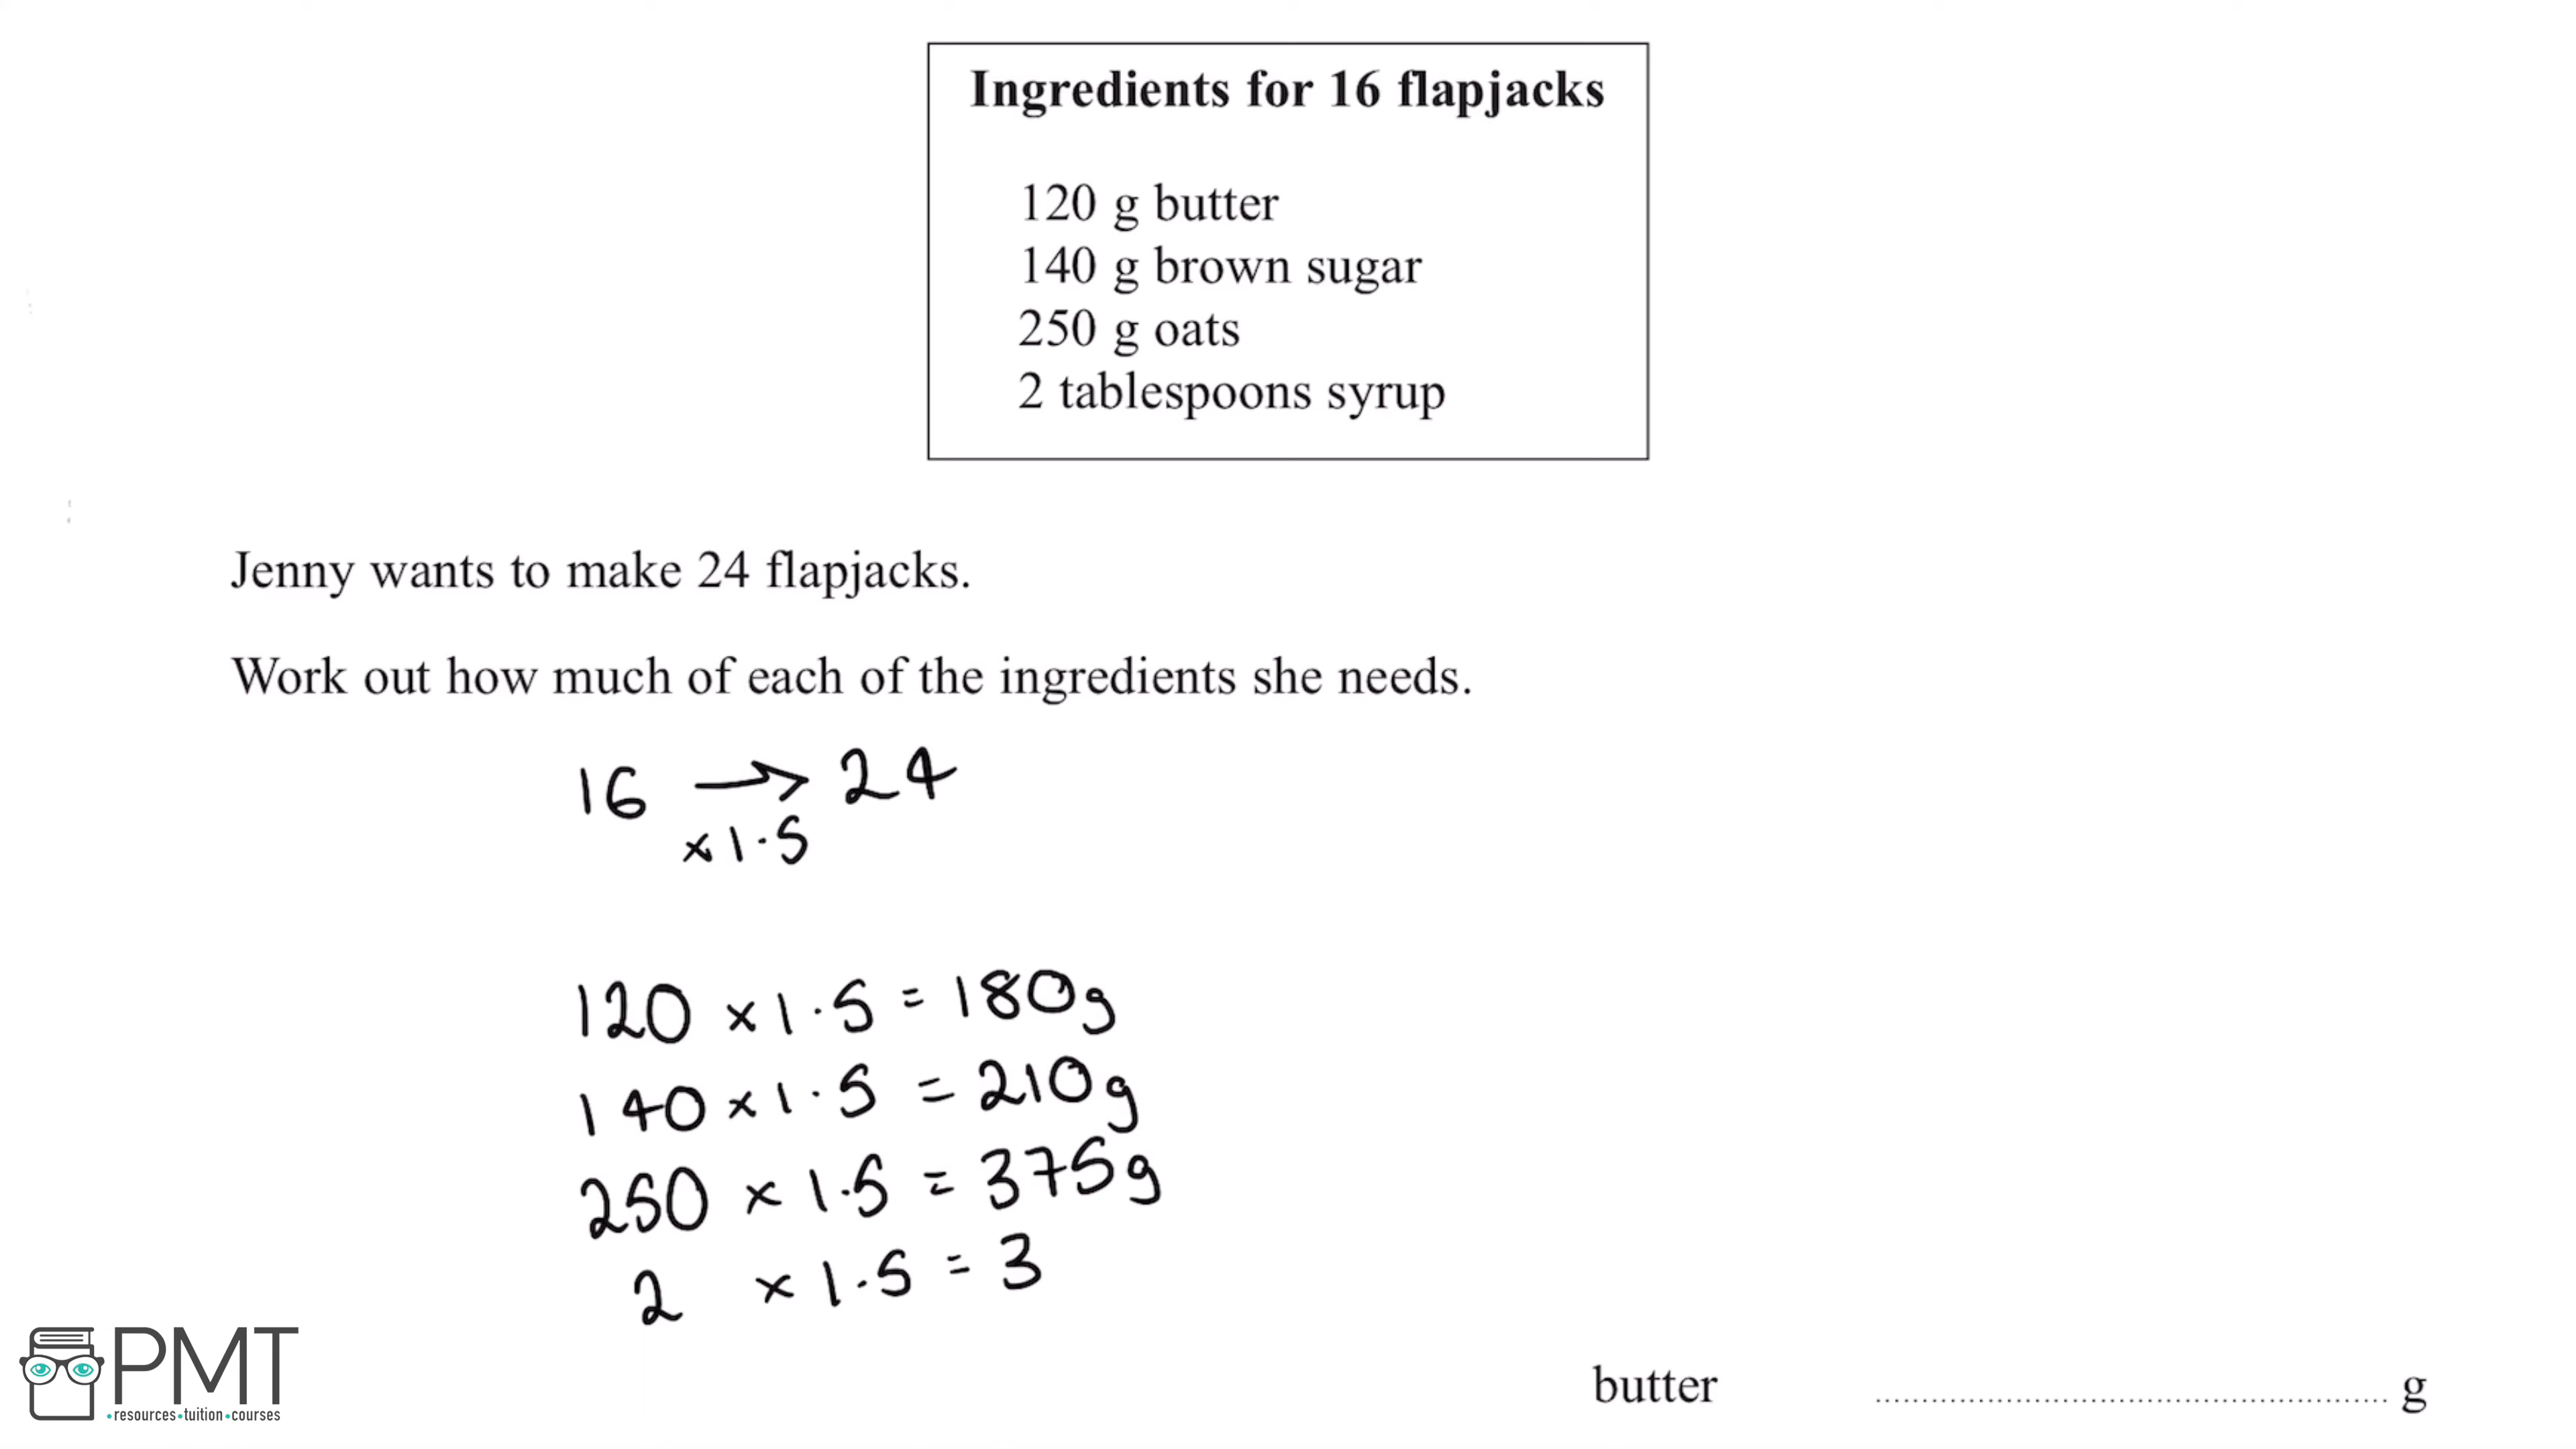 Ingredients for 16 flapjacks
120 g butter
140 g brown sugar
250 g oats
2 tablespoons syrup
Jenny wants to make 24 flapjacks.
Work out how much of each of the ingredients she needs.
16 → 24
×1·5
120 ×1·5 = 180g
140 ×1·5 = 210g
250 × 1·5 = 375g
2 × 1·5 = 3
PMT
•resources•tuition•courses
butter ........................................................ g